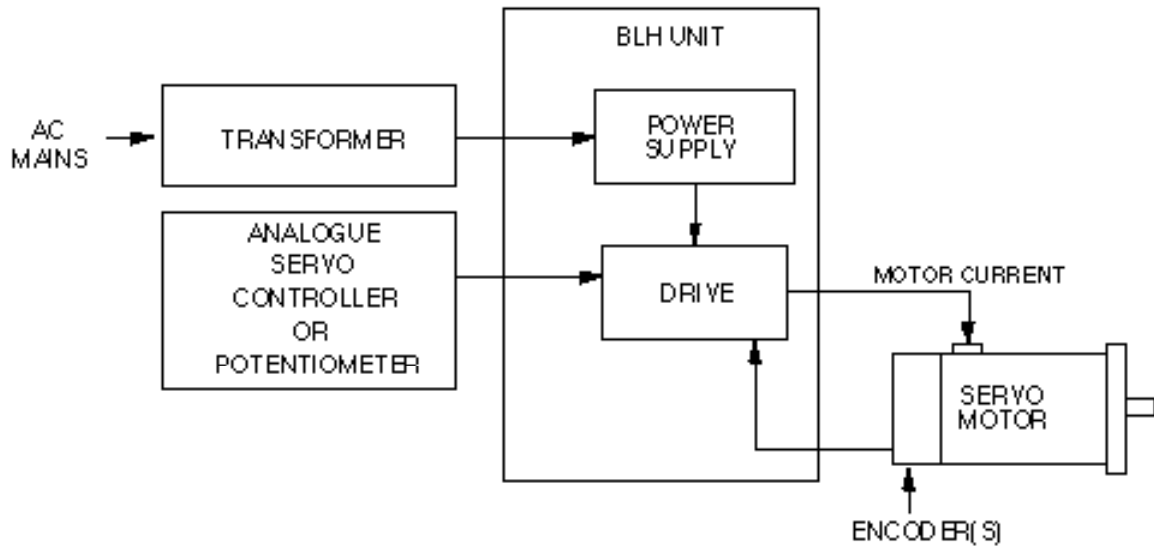 BLH UNIT
AC
MAINS
TRANSFORMER
POWER
SUPPLY
ANALOGUE
SERVO
CONTROLLER
OR
POTENTIOMETER
DRIVE
MOTOR CURRENT
SERVO
MOTOR
ENCODER(S)